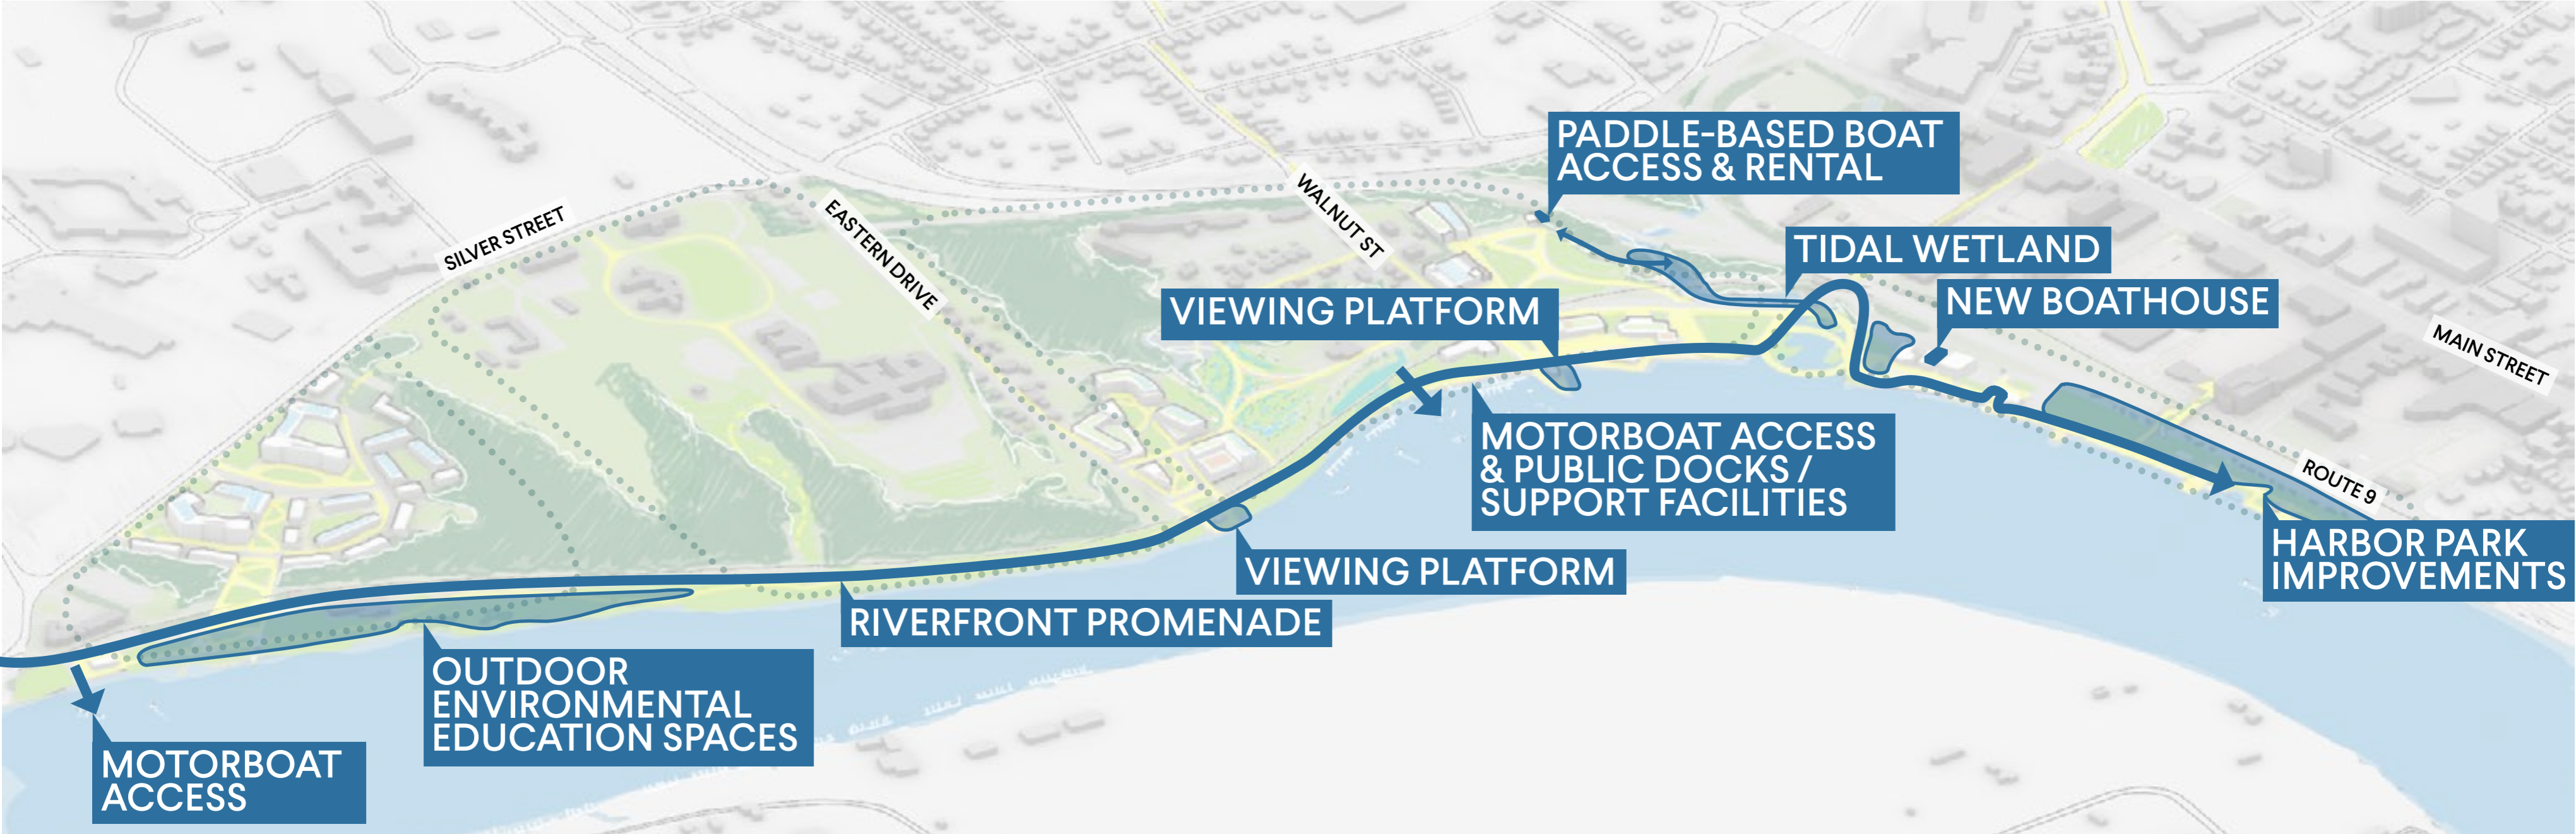 PADDLE-BASED BOAT
ACCESS & RENTAL
SILVER STREET
EASTERN DRIVE
WALNUT ST
TIDAL WETLAND
VIEWING PLATFORM
NEW BOATHOUSE
MAIN STREET
MOTORBOAT ACCESS
& PUBLIC DOCKS /
SUPPORT FACILITIES
ROUTE 9
HARBOR PARK
IMPROVEMENTS
VIEWING PLATFORM
RIVERFRONT PROMENADE
OUTDOOR
ENVIRONMENTAL
EDUCATION SPACES
MOTORBOAT
ACCESS